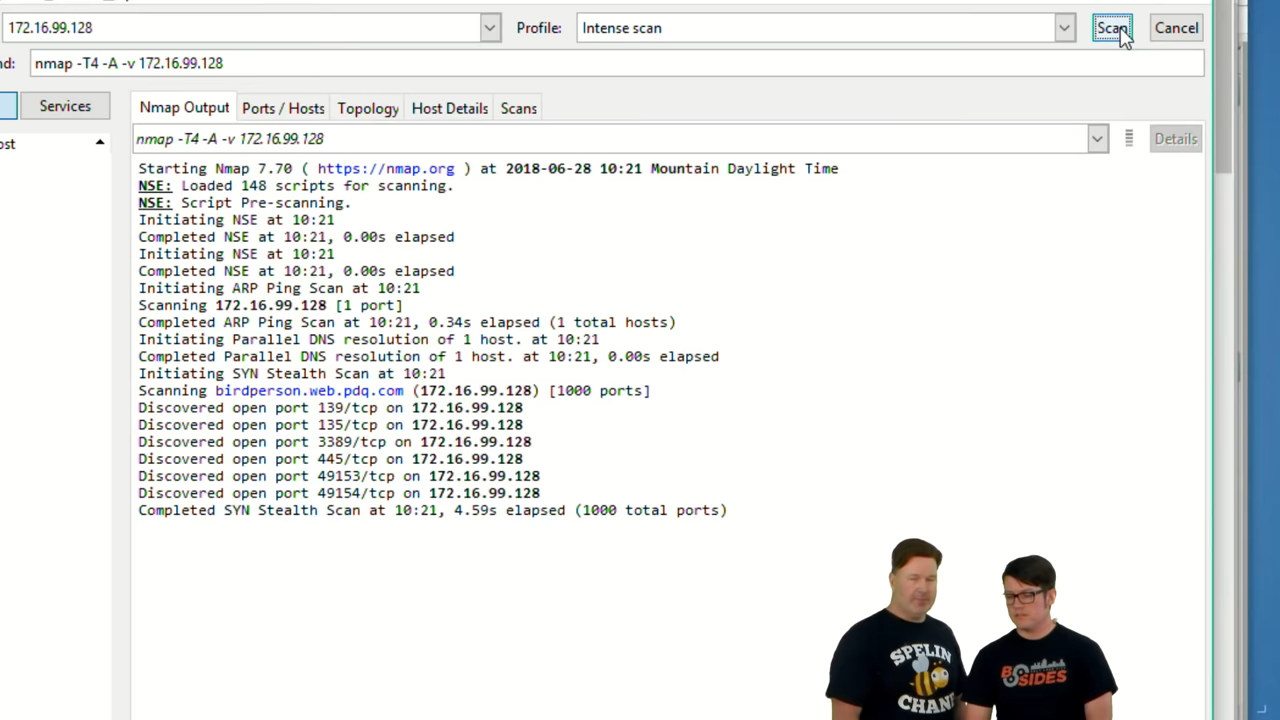 172.16.99.128
Profile:
Intense scan
Scan
Cancel
nd:
nmap -T4 -A -v 172.16.99.128
Services
Nmap Output
Ports / Hosts
Topology
Host Details
Scans
ost
nmap -T4 -A -v 172.16.99.128
Details
Starting Nmap 7.70 ( https://nmap.org ) at 2018-06-28 10:21 Mountain Daylight Time
NSE: Loaded 148 scripts for scanning.
NSE: Script Pre-scanning.
Initiating NSE at 10:21
Completed NSE at 10:21, 0.00s elapsed
Initiating NSE at 10:21
Completed NSE at 10:21, 0.00s elapsed
Initiating ARP Ping Scan at 10:21
Scanning 172.16.99.128 [1 port]
Completed ARP Ping Scan at 10:21, 0.34s elapsed (1 total hosts)
Initiating Parallel DNS resolution of 1 host. at 10:21
Completed Parallel DNS resolution of 1 host. at 10:21, 0.00s elapsed
Initiating SYN Stealth Scan at 10:21
Scanning birdperson.web.pdq.com (172.16.99.128) [1000 ports]
Discovered open port 139/tcp on 172.16.99.128
Discovered open port 135/tcp on 172.16.99.128
Discovered open port 3389/tcp on 172.16.99.128
Discovered open port 445/tcp on 172.16.99.128
Discovered open port 49153/tcp on 172.16.99.128
Discovered open port 49154/tcp on 172.16.99.128
Completed SYN Stealth Scan at 10:21, 4.59s elapsed (1000 total ports)
SPELIN
CHAN
BSIDES